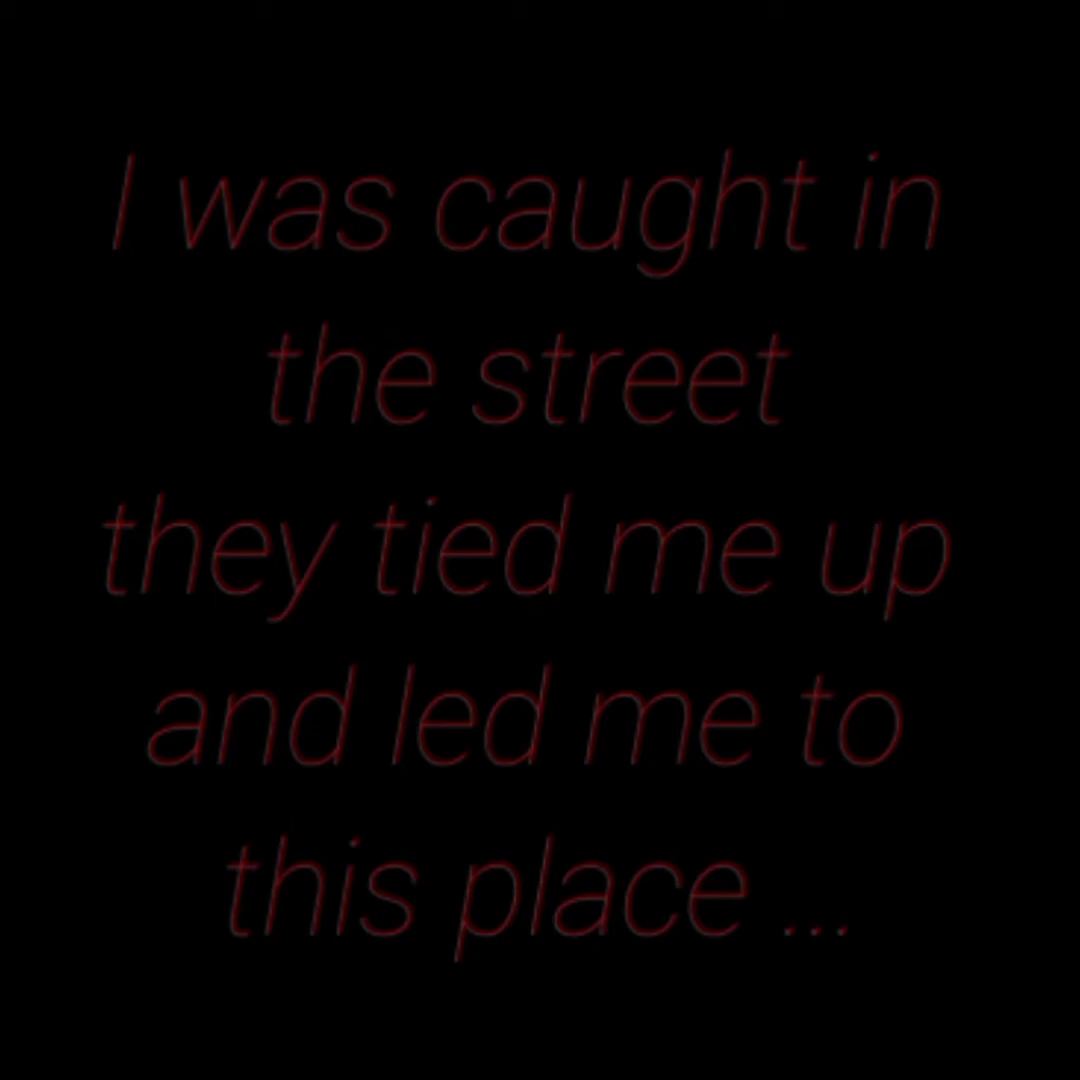 I was caught in
the street
they tied me up
and led me to
this place ...